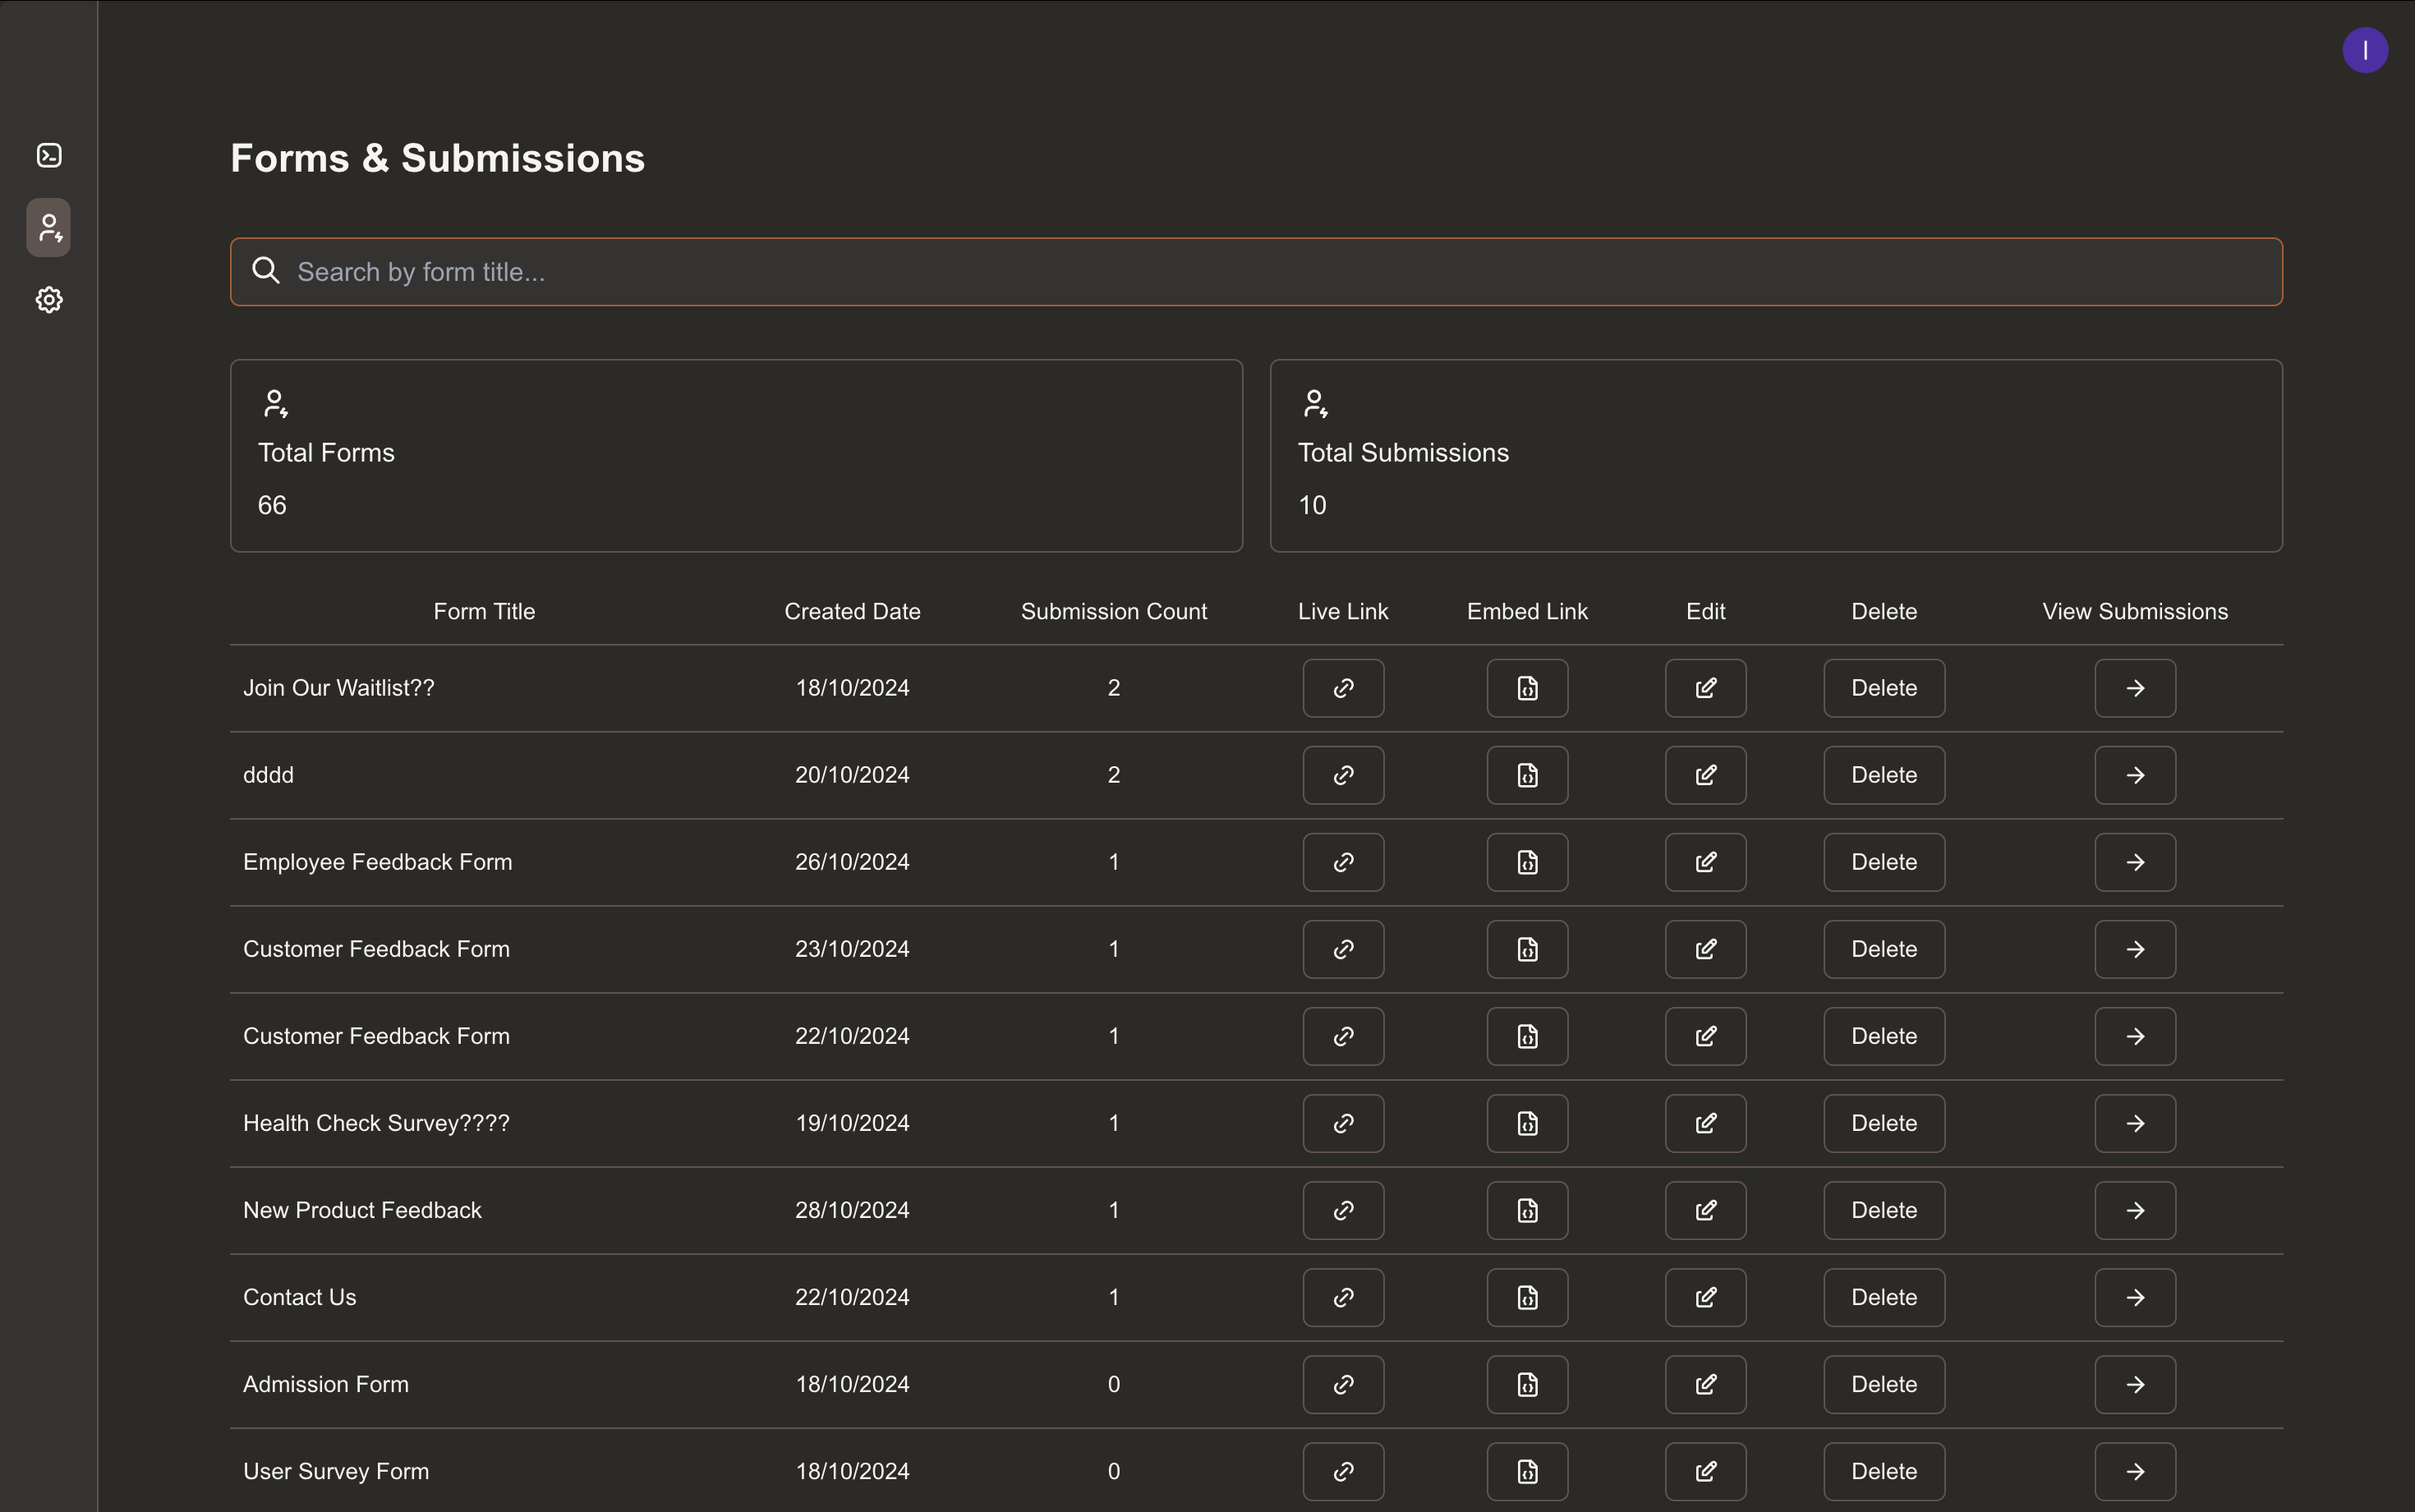 I
Forms & Submissions
Search by form title...
Total Forms
66
Total Submissions
10
Form Title Created Date Submission Count Live Link Embed Link Edit Delete View Submissions
Join Our Waitlist?? 18/10/2024 2 Delete
dddd 20/10/2024 2 Delete
Employee Feedback Form 26/10/2024 1 Delete
Customer Feedback Form 23/10/2024 1 Delete
Customer Feedback Form 22/10/2024 1 Delete
Health Check Survey???? 19/10/2024 1 Delete
New Product Feedback 28/10/2024 1 Delete
Contact Us 22/10/2024 1 Delete
Admission Form 18/10/2024 0 Delete
User Survey Form 18/10/2024 0 Delete